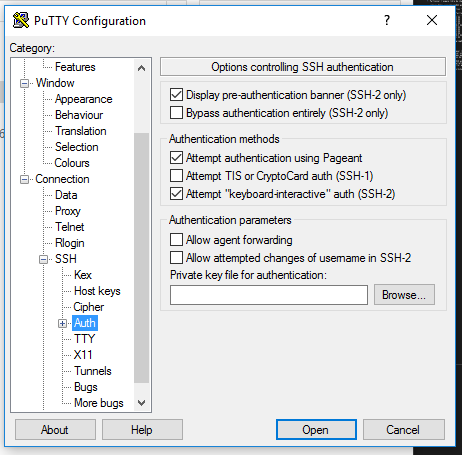 PuTTY Configuration
?
Category:
Features
Window
Appearance
Behaviour
Translation
Selection
Colours
Connection
Data
Proxy
Telnet
Rlogin
SSH
Kex
Host keys
Cipher
Auth
TTY
X11
Tunnels
Bugs
More bugs
Options controlling SSH authentication
Display pre-authentication banner (SSH-2 only)
Bypass authentication entirely (SSH-2 only)
Authentication methods
Attempt authentication using Pageant
Attempt TIS or CryptoCard auth (SSH-1)
Attempt "keyboard-interactive" auth (SSH-2)
Authentication parameters
Allow agent forwarding
Allow attempted changes of username in SSH-2
Private key file for authentication:
Browse...
About
Help
Open
Cancel